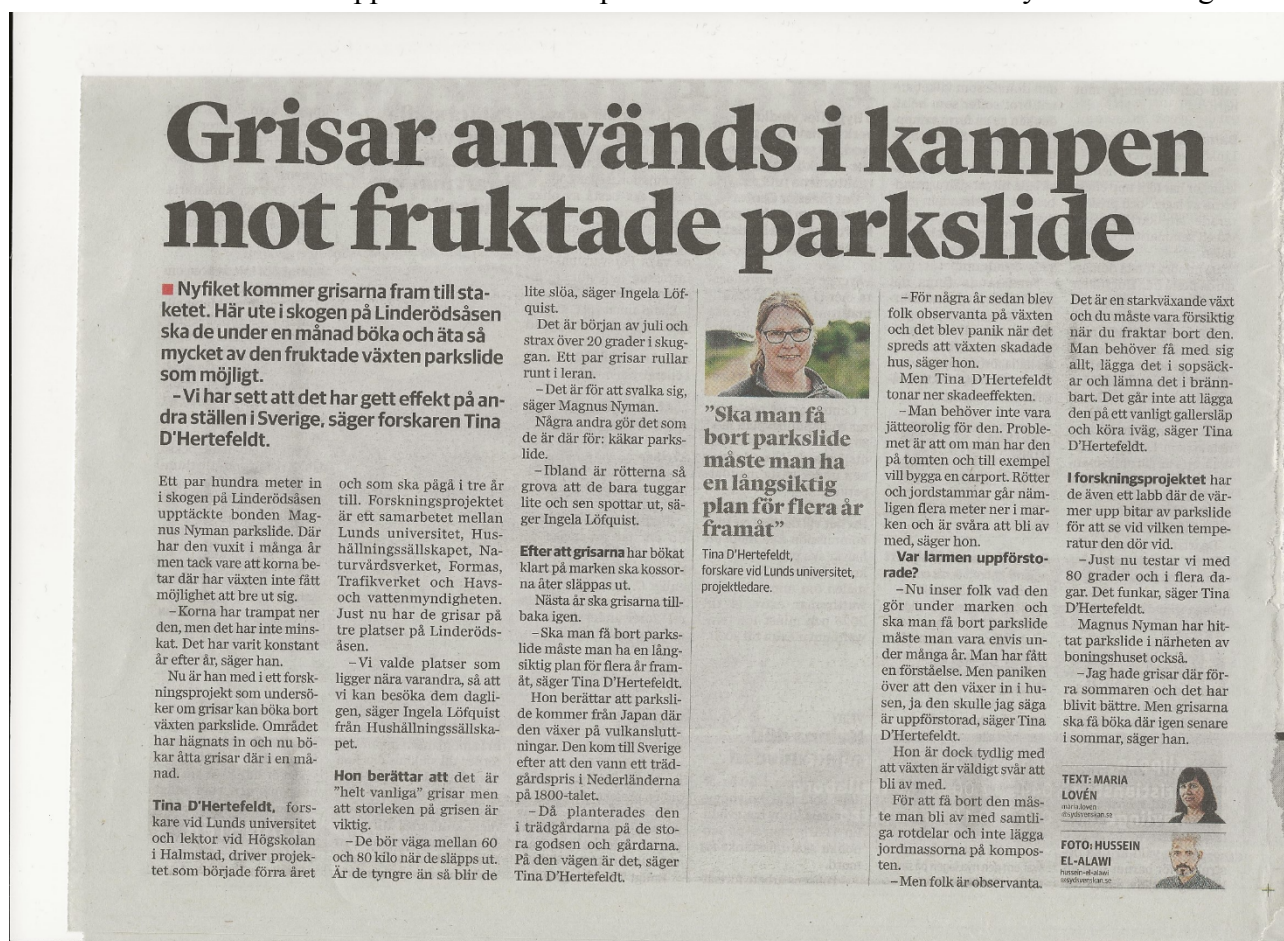 Grisar används i kampen
mot fruktade parkslide
Nyfiket kommer grisarna fram till sta-
ketet. Här ute i skogen på Linderödsåsen
ska de under en månad böka och äta så
mycket av den fruktade växten parkslide
som möjligt.
–Vi har sett att det har gett effekt på an-
dra ställen i Sverige, säger forskaren Tina
D'Hertefeldt.
Ett par hundra meter in
i skogen på Linderödsåsen
upptäckte bonden Mag-
nus Nyman parkslide. Där
har den vuxit i många år
men tack vare att korna be-
tar där har växten inte fått
möjlighet att bre ut sig.
–Korna har trampat ner
den, men det har inte mins-
kat. Det har varit konstant
år efter år, säger han.
Nu är han med i ett forsk-
ningsprojekt som undersö-
ker om grisar kan böka bort
växten parkslide. Området
har hägnats in och nu bö-
kar åtta grisar där i en må-
nad.
Tina D'Hertefeldt, fors-
kare vid Lunds universitet
och lektor vid Högskolan
i Halmstad, driver projek-
tet som började förra året
och som ska pågå i tre år
till. Forskningsprojektet
är ett samarbetet mellan
Lunds universitet, Hus-
hållningssällskapet, Na-
turvårdsverket, Formas,
Trafikverket och Havs-
och vattenmyndigheten.
Just nu har de grisar på
tre platser på Linderöds-
åsen.
–Vi valde platser som
ligger nära varandra, så att
vi kan besöka dem dagli-
gen, säger Ingela Löfquist
från Hushållningssällska-
pet.
Hon berättar att det är
"helt vanliga" grisar men
att storleken på grisen är
viktig.
–De bör väga mellan 60
och 80 kilo när de släpps ut.
Är de tyngre än så blir de
lite slöa, säger Ingela Löf-
quist.
Det är början av juli och
strax över 20 grader i skug-
gan. Ett par grisar rullar
runt i leran.
–Det är för att svalka sig,
säger Magnus Nyman.
Några andra gör det som
de är där för: käkar parks-
lide.
–Ibland är rötterna så
grova att de bara tuggar
lite och sen spottar ut, sä-
ger Ingela Löfquist.
Efter att grisarna har bökat
klart på marken ska kossor-
na åter släppas ut.
Nästa år ska grisarna till-
baka igen.
–Ska man få bort parks-
lide måste man ha en lång-
siktig plan för flera år fram-
åt, säger Tina D'Hertefeldt.
Hon berättar att parksli-
de kommer från Japan där
den växer på vulkanslutt-
ningar. Den kom till Sverige
efter att den vann ett träd-
gårdspris i Nederländerna
på 1800-talet.
–Då planterades den
i trädgårdarna på de sto-
ra godsen och gårdarna.
På den vägen är det, säger
Tina D'Hertefeldt.
"Ska man få
bort parkslide
måste man ha
en långsiktig
plan för flera år
framåt"
Tina D'Hertefeldt,
forskare vid Lunds universitet,
projektledare.
–För några år sedan blev
folk observanta på växten
och det blev panik när det
spreds att växten skadade
hus, säger hon.
Men Tina D'Hertefeldt
tonar ner skadeeffekten.
–Man behöver inte vara
jätteorolig för den. Proble-
met är att om man har den
på tomten och till exempel
vill bygga en carport. Rötter
och jordstammar går näm-
ligen flera meter ner i mar-
ken och är svåra att bli av
med, säger hon.
Var larmen uppförsto-
rade?
–Nu inser folk vad den
gör under marken och
ska man få bort parkslide
måste man vara envis un-
der många år. Man har fått
en förståelse. Men paniken
över att den växer in i hu-
sen, ja den skulle jag säga
är uppförstorad, säger Tina
D'Hertefeldt.
Hon är dock tydlig med
att växten är väldigt svår att
bli av med.
För att få bort den mås-
te man bli av med samtli-
ga rotdelar och inte lägga
jordmassorna på kompos-
ten.
–Men folk är observanta.
Det är en starkväxande växt
och du måste vara försiktig
när du fraktar bort den.
Man behöver få med sig
allt, lägga det i sopsäck-
ar och lämna det i bränn-
bart. Det går inte att lägga
den på ett vanligt gallersläp
och köra iväg, säger Tina
D'Hertefeldt.
I forskningsprojektet har
de även ett labb där de vär-
mer upp bitar av parkslide
för att se vid vilken tempe-
ratur den dör vid.
–Just nu testar vi med
80 grader och i flera da-
gar. Det funkar, säger Tina
D'Hertefeldt.
Magnus Nyman har hit-
tat parkslide i närheten av
boningshuset också.
–Jag hade grisar där för-
ra sommaren och det har
blivit bättre. Men grisarna
ska få böka där igen senare
i sommar, säger han.
TEXT: MARIA
LOVÉN
maria.loven
@sydsvenskan.se
FOTO: HUSSEIN
EL-ALAWI
hussein-el-alawi
@sydsvenskan.se